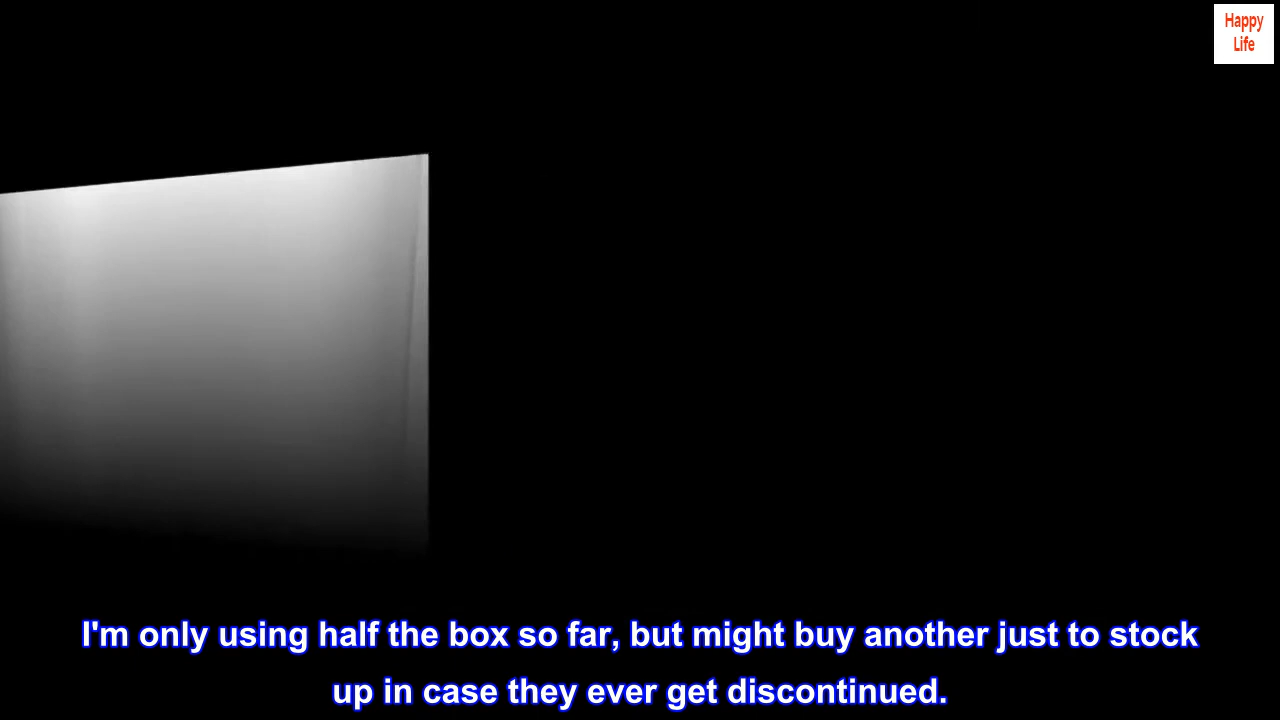 Happy
Life
I'm only using half the box so far, but might buy another just to stock
up in case they ever get discontinued.